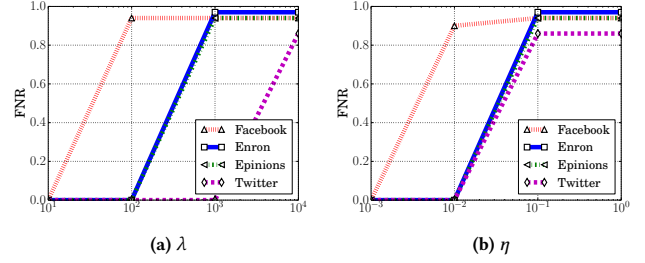 1.0
0.8
0.6
0.4
0.2
0.0
FNR
10^1
10^2
10^3
10^4
Facebook
Enron
Epinions
Twitter
(a) λ
1.0
0.8
0.6
0.4
0.2
0.0
FNR
10^-3
10^-2
10^-1
10^0
Facebook
Enron
Epinions
Twitter
(b) η